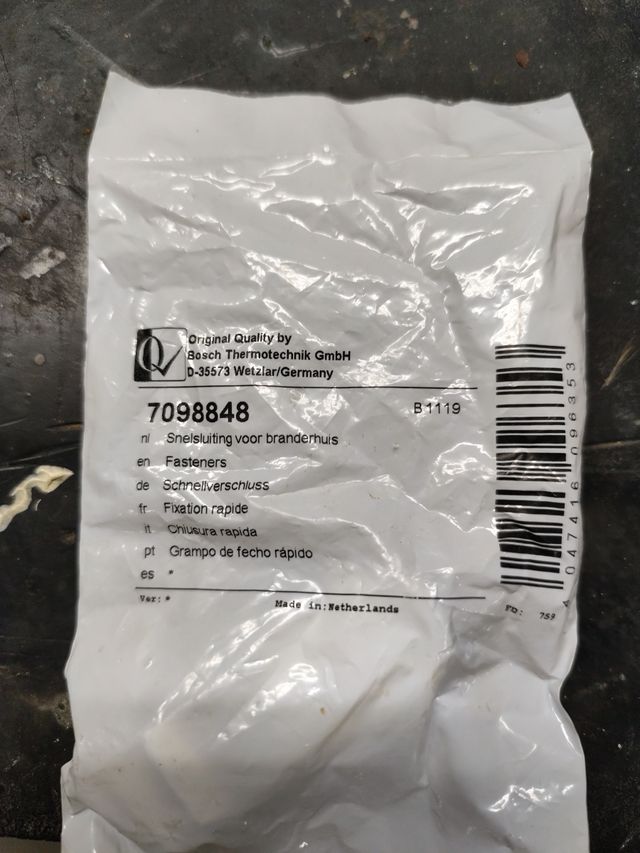 Original Quality by
Bosch Thermotechnik GmbH
D-35573 Wetzlar/Germany
7098848 B1119
nl Snelsluiting voor branderhuis
en Fasteners
de Schnellverschluss
fr Fixation rapide
it Chiusura rapida
pt Grampo de fecho rápido
es *
Ver: *
Made in:Netherlands
FD: 759
4 047416 096353